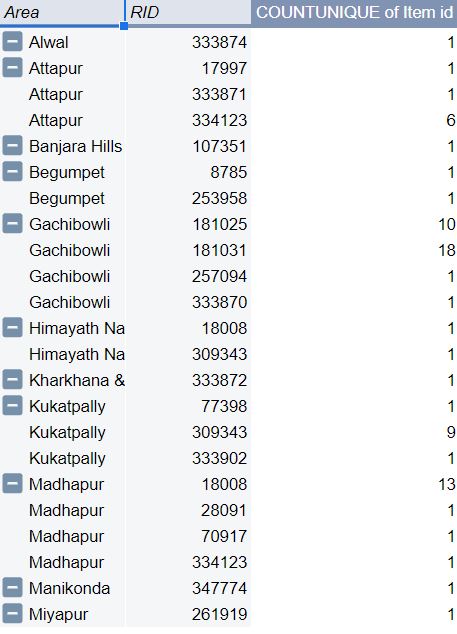 Area RID COUNTUNIQUE of Item id
Alwal 333874 1
Attapur 17997 1
Attapur 333871 1
Attapur 334123 6
Banjara Hills 107351 1
Begumpet 8785 1
Begumpet 253958 1
Gachibowli 181025 10
Gachibowli 181031 18
Gachibowli 257094 1
Gachibowli 333870 1
Himayath Na 18008 1
Himayath Na 309343 1
Kharkhana & 333872 1
Kukatpally 77398 1
Kukatpally 309343 9
Kukatpally 333902 1
Madhapur 18008 13
Madhapur 28091 1
Madhapur 70917 1
Madhapur 334123 1
Manikonda 347774 1
Miyapur 261919 1